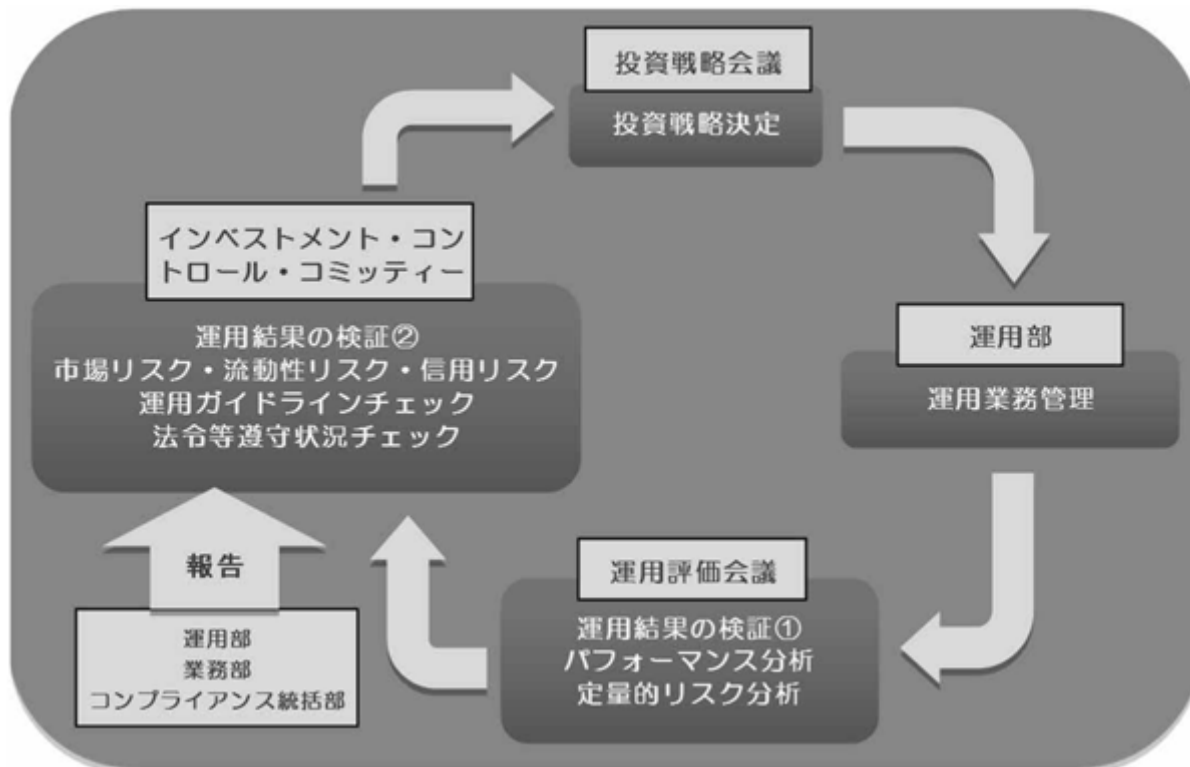 投資戦略会議
投資戦略決定
運用部
運用業務管理
運用評価会議
運用結果の検証①
パフォーマンス分析
定量的リスク分析
インベストメント・コン
トロール・コミッティー
運用結果の検証②
市場リスク・流動性リスク・信用リスク
運用ガイドラインチェック
法令等遵守状況チェック
報告
運用部
業務部
コンプライアンス統括部